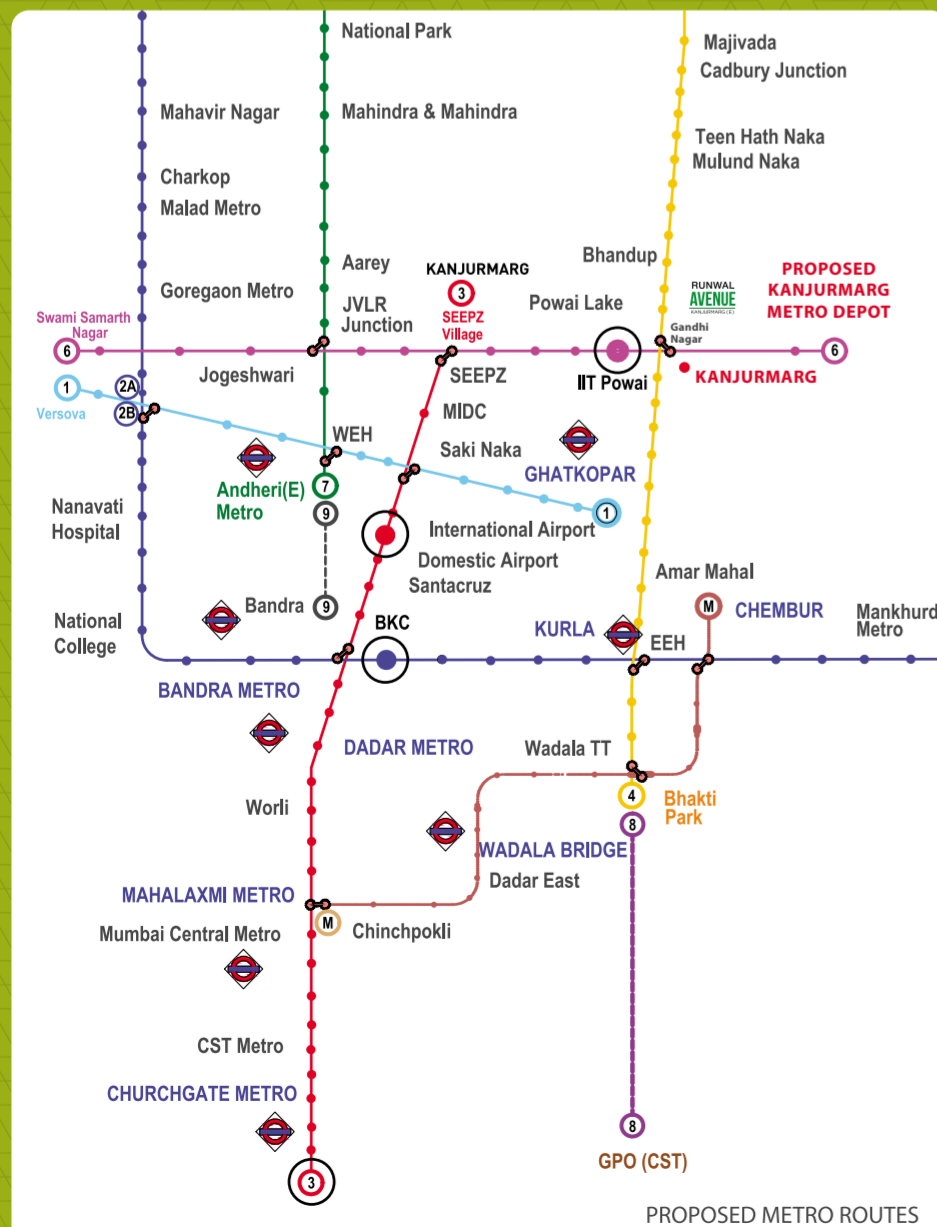 National Park
Majivada
Cadbury Junction
Mahavir Nagar
Mahindra & Mahindra
Teen Hath Naka
Mulund Naka
Charkop
Malad Metro
Bhandup
Aarey
KANJURMARG
3
SEEPZ
Village
Goregaon Metro
JVLR
Junction
Powai Lake
RUNWAL
AVENUE
KANJURMARG (E)
PROPOSED
KANJURMARG
METRO DEPOT
Swami Samarth
Nagar
Gandhi
Nagar
6
6
Jogeshwari
SEEPZ
IIT Powai
KANJURMARG
1
Versova
2A
2B
MIDC
WEH
Saki Naka
GHATKOPAR
Andheri(E)
Metro
7
9
1
Nanavati
Hospital
International Airport
Domestic Airport
Santacruz
Amar Mahal
Bandra
9
M
CHEMBUR
Mankhurd
Metro
National
College
BKC
KURLA
EEH
BANDRA METRO
DADAR METRO
Wadala TT
4
Bhakti
Park
Worli
8
WADALA BRIDGE
Dadar East
MAHALAXMI METRO
M
Chinchpokli
Mumbai Central Metro
CST Metro
CHURCHGATE METRO
8
GPO (CST)
3
PROPOSED METRO ROUTES